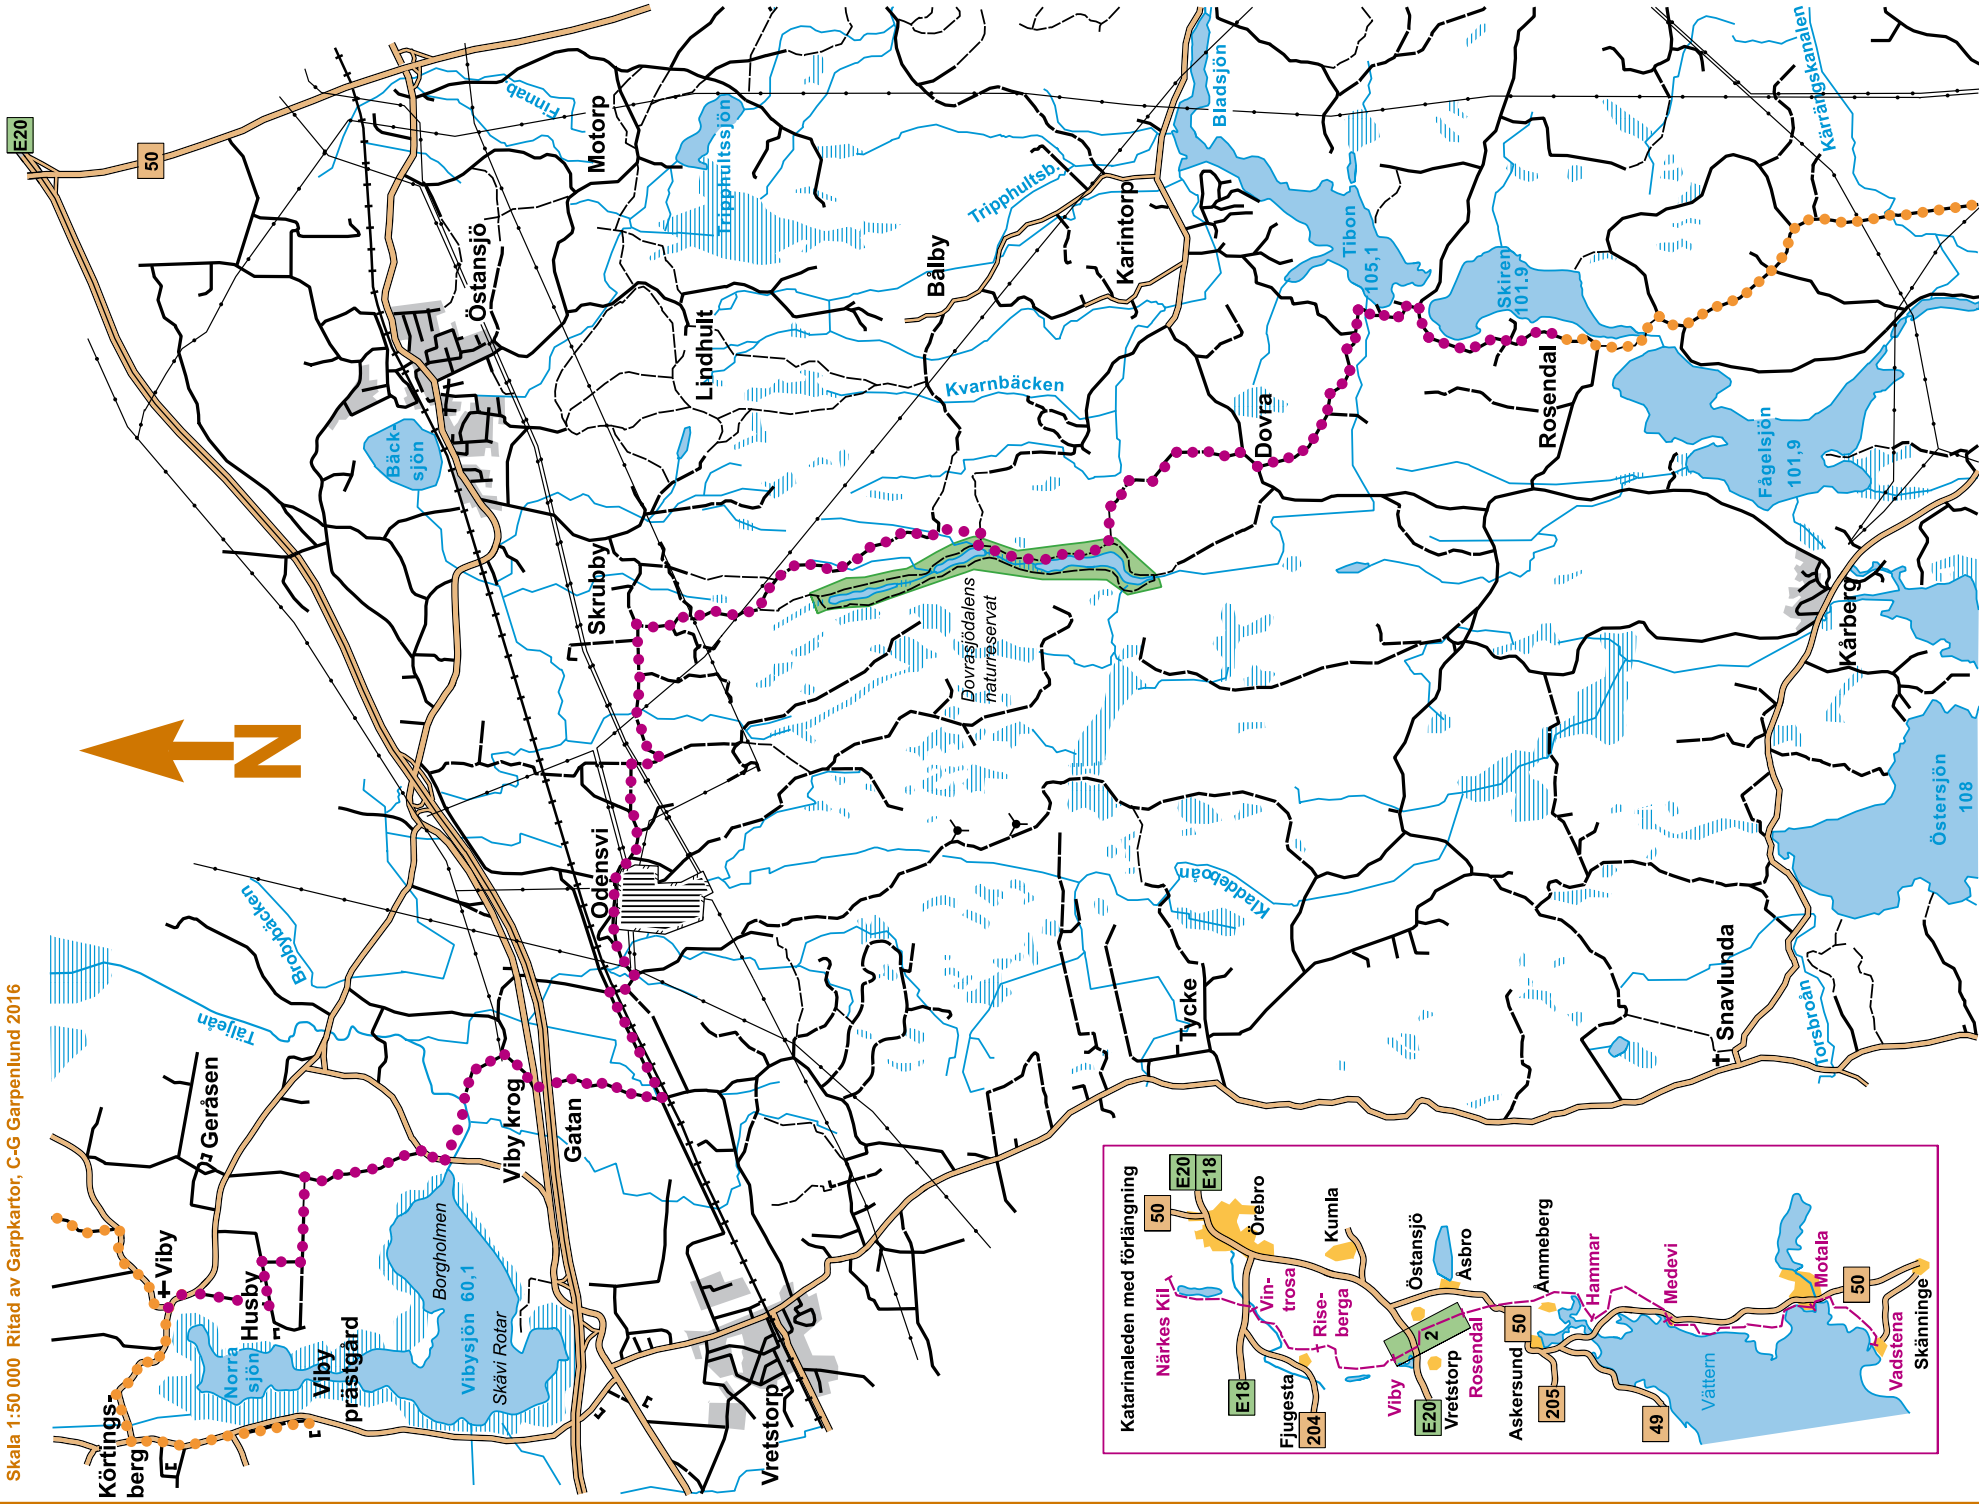 Skala 1:50 000 Ritad av Garpkartor, C-G Garpenlund 2016
E20
50
N
Finnab
Motorp
Tripphultssjön
Östansjö
Lindhult
Bäck-
sjön
Skrubby
Bålby
Tripphultsb.
Karintorp
Bladsjön
Tibon
105,1
Skiren
101.9
Kärrängskanalen
Kvarnbäcken
Dovra
Rosendal
Fågelsjön
101,9
Dovrasjödalens
naturreservat
Kårberg
Östersjön
108
Odensvi
Kladdeboån
Tycke
Snavlunda
Torsbroån
Brobybäcken
Täljeån
Geråsen
Viby krog
Gatan
Viby
Husby
Norra
sjön
Viby
prästgård
Borgholmen
Vibysjön 60,1
Skävi Rotar
Körtings-
berg
Vretstorp
Katarinaleden med förlängning
50
E20
E18
Örebro
Närkes Kil
Kumla
Vin-
trosa
Rise-
berga
E18
Fjugesta
204
Östansjö
Åsbro
Viby
2
E20
Vretstorp
Rosendal
Åmmeberg
Hammar
50
Askersund
205
49
Medevi
Vättern
Motala
50
Vadstena
Skänninge